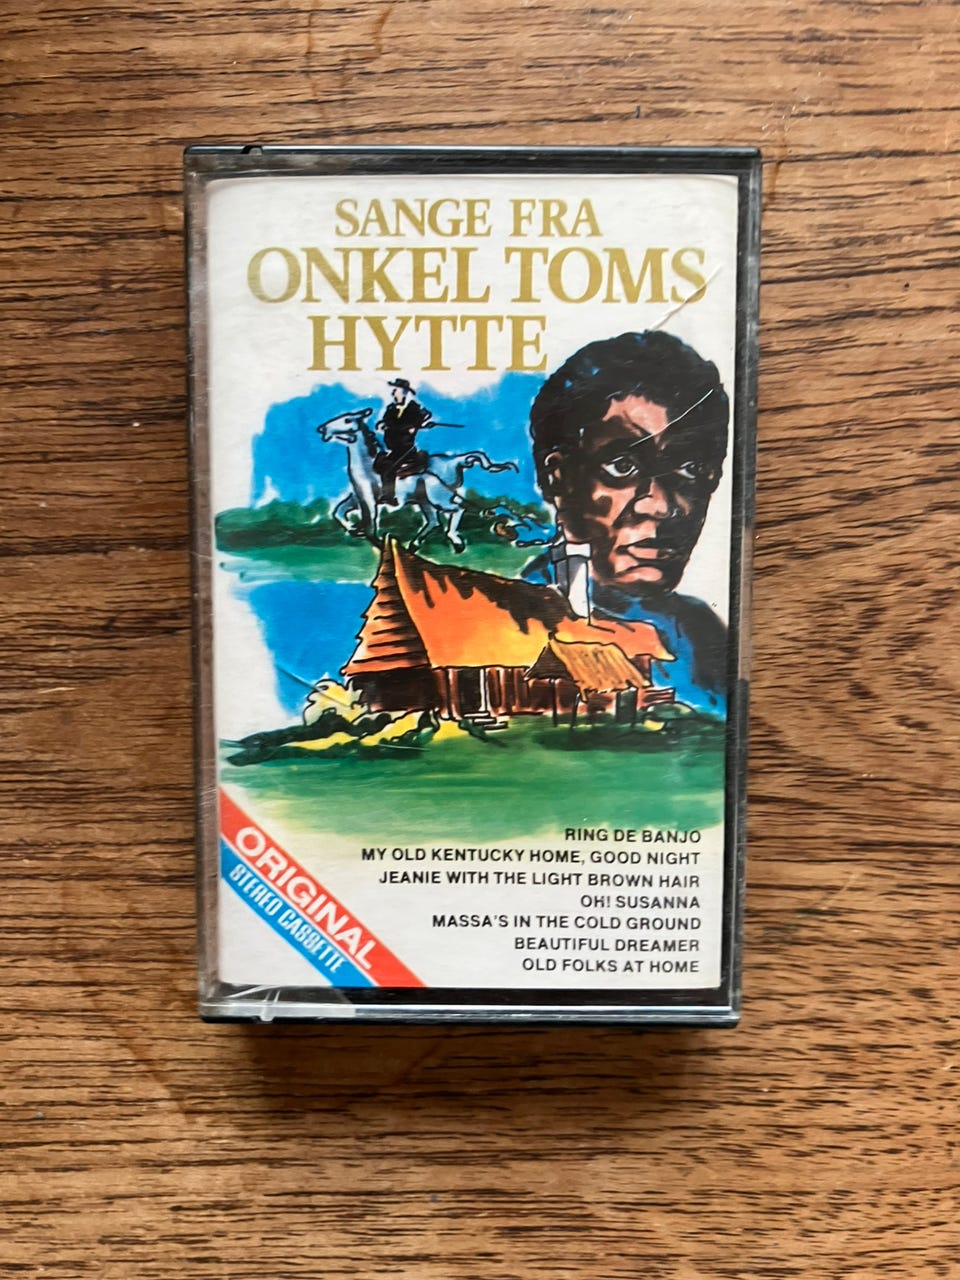 SANGE FRA
ONKEL TOMS
HYTTE
RING DE BANJO
MY OLD KENTUCKY HOME, GOOD NIGHT
JEANIE WITH THE LIGHT BROWN HAIR
OH! SUSANNA
MASSA'S IN THE COLD GROUND
BEAUTIFUL DREAMER
OLD FOLKS AT HOME
ORIGINAL
STEREO CASSETTE